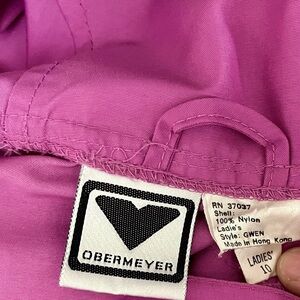 OBERMEYER
RN 37037
Shell:
100% Nylon
Ladie's
Style: GWEN
Made in Hong Kong
LADIES'
10